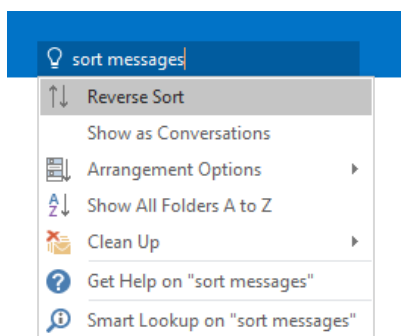 sort messages
Reverse Sort
Show as Conversations
Arrangement Options
Show All Folders A to Z
Clean Up
Get Help on "sort messages"
Smart Lookup on "sort messages"